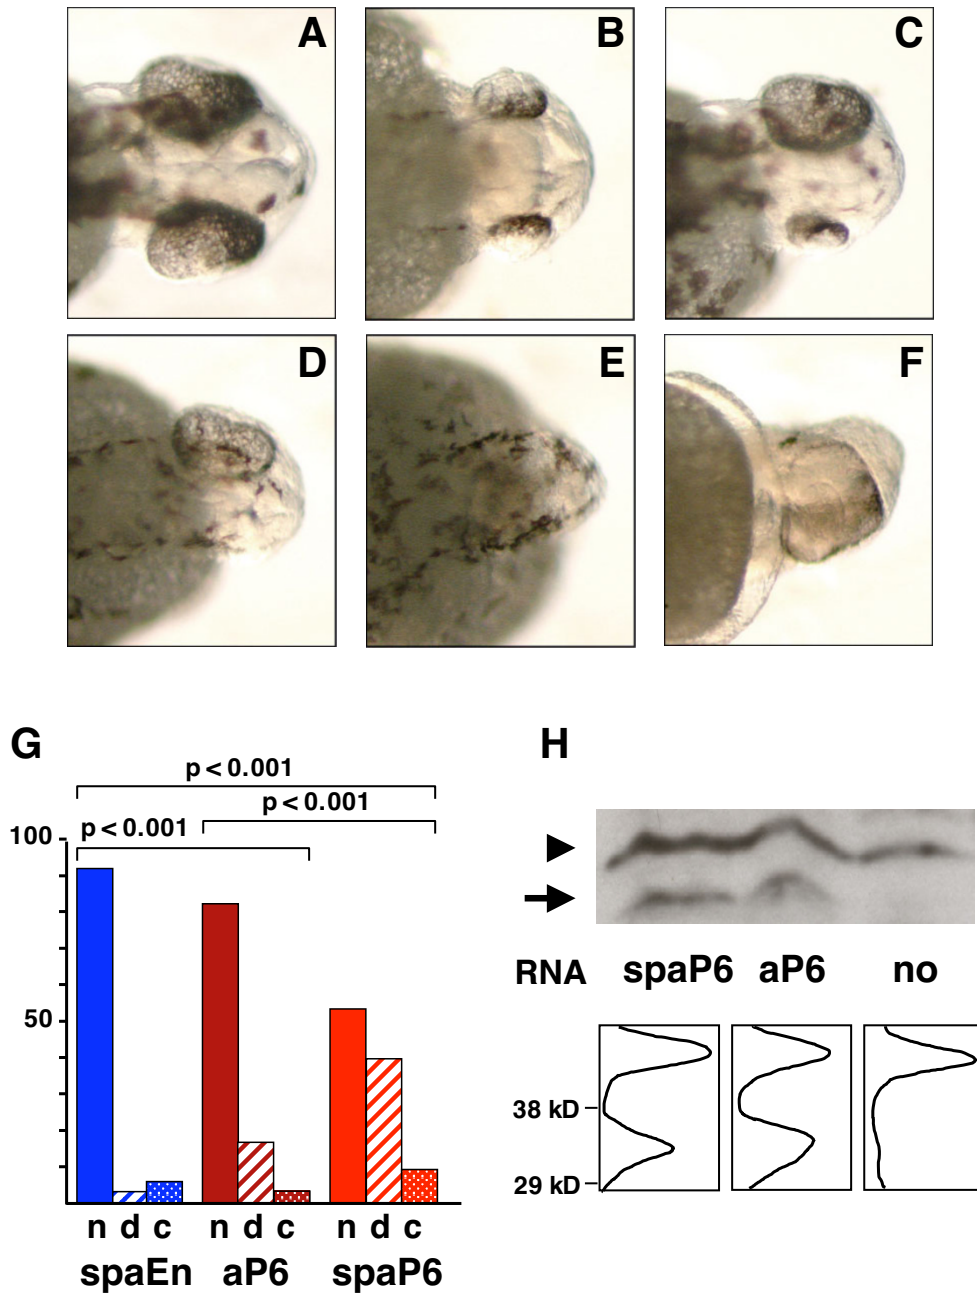 A
B
C
D
E
F
G
H
p < 0.001
p < 0.001
p < 0.001
100
50
n d c
n d c
n d c
spaEn
aP6
spaP6
RNA
spaP6
aP6
no
38 kD
29 kD